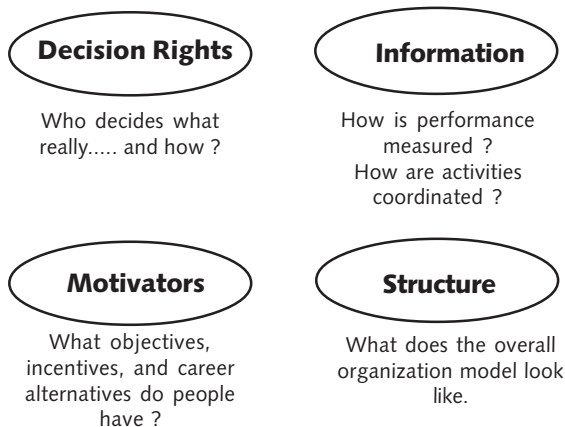 Decision Rights
Who decides what
really..... and how ?
Information
How is performance
measured ?
How are activities
coordinated ?
Motivators
What objectives,
incentives, and career
alternatives do people
have ?
Structure
What does the overall
organization model look
like.